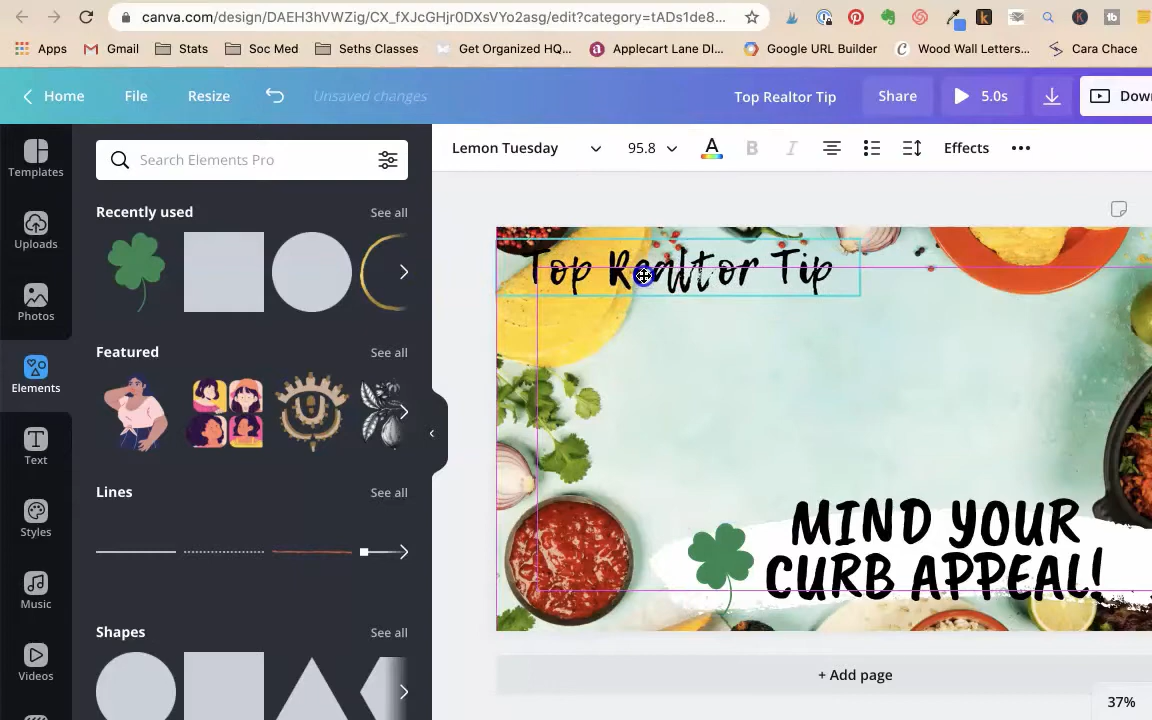 canva.com/design/DAEH3hVWZig/CX_fXJcGHjr0DXsVYo2asg/edit?category=tADs1de8...
Apps
Gmail
Stats
Soc Med
Seths Classes
Get Organized HQ...
Applecart Lane DI...
Google URL Builder
Wood Wall Letters...
Cara Chace
Home
File
Resize
Unsaved changes
Top Realtor Tip
Share
5.0s
Dow
Templates
Uploads
Photos
Elements
Text
Styles
Music
Videos
Search Elements Pro
Recently used
See all
Featured
See all
Lines
See all
Shapes
See all
Lemon Tuesday
95.8
A
B
I
Effects
Top Realtor Tip
MIND YOUR
CURB APPEAL!
+ Add page
37%